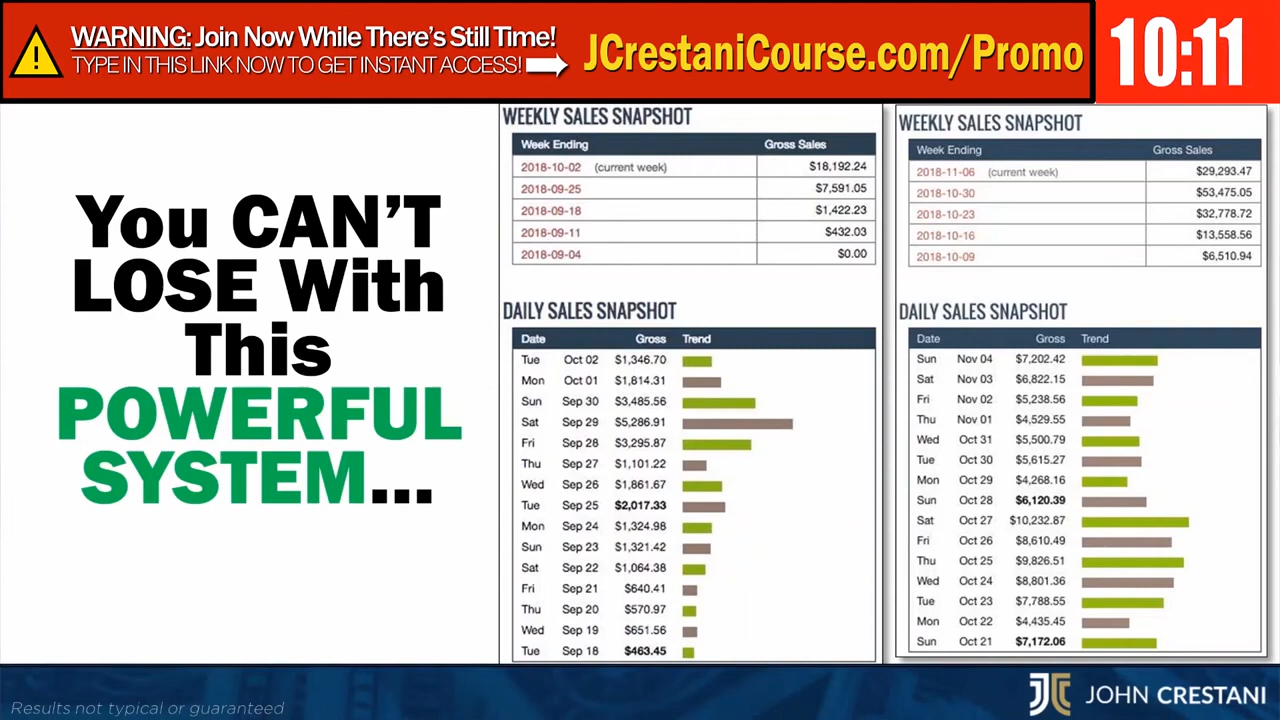 WARNING: Join Now While There's Still Time!
TYPE IN THIS LINK NOW TO GET INSTANT ACCESS!
JCrestaniCourse.com/Promo
10:11
You CAN'T
LOSE With
This
POWERFUL
SYSTEM...
WEEKLY SALES SNAPSHOT
Week Ending Gross Sales
2018-10-02 (current week) $18,192.24
2018-09-25 $7,591.05
2018-09-18 $1,422.23
2018-09-11 $432.03
2018-09-04 $0.00
DAILY SALES SNAPSHOT
Date Gross Trend
Tue Oct 02 $1,346.70
Mon Oct 01 $1,814.31
Sun Sep 30 $3,485.56
Sat Sep 29 $5,286.91
Fri Sep 28 $3,295.87
Thu Sep 27 $1,101.22
Wed Sep 26 $1,861.67
Tue Sep 25 $2,017.33
Mon Sep 24 $1,324.98
Sun Sep 23 $1,321.42
Sat Sep 22 $1,064.38
Fri Sep 21 $640.41
Thu Sep 20 $570.97
Wed Sep 19 $651.56
Tue Sep 18 $463.45
WEEKLY SALES SNAPSHOT
Week Ending Gross Sales
2018-11-06 (current week) $29,293.47
2018-10-30 $53,475.05
2018-10-23 $32,778.72
2018-10-16 $13,558.56
2018-10-09 $6,510.94
DAILY SALES SNAPSHOT
Date Gross Trend
Sun Nov 04 $7,202.42
Sat Nov 03 $6,822.15
Fri Nov 02 $5,238.56
Thu Nov 01 $4,529.55
Wed Oct 31 $5,500.79
Tue Oct 30 $5,615.27
Mon Oct 29 $4,268.16
Sun Oct 28 $6,120.39
Sat Oct 27 $10,232.87
Fri Oct 26 $8,610.49
Thu Oct 25 $9,826.51
Wed Oct 24 $8,801.36
Tue Oct 23 $7,788.55
Mon Oct 22 $4,435.45
Sun Oct 21 $7,172.06
Results not typical or guaranteed
JC JOHN CRESTANI